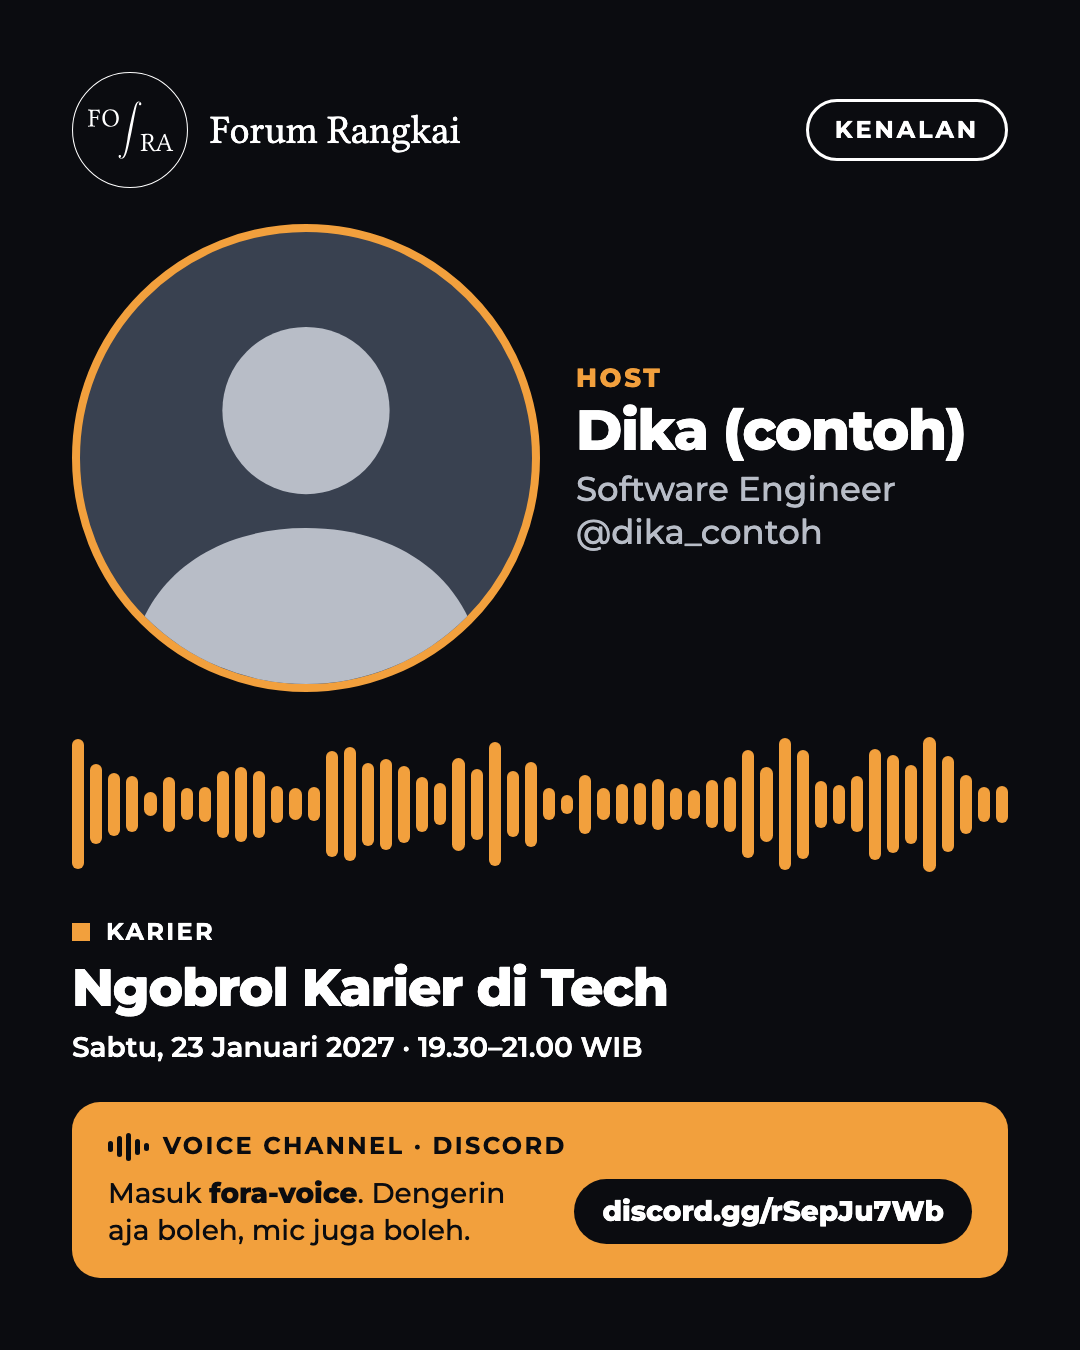 FO
RA
Forum Rangkai
KENALAN
HOST
Dika (contoh)
Software Engineer
@dika_contoh
KARIER
Ngobrol Karier di Tech
Sabtu, 23 Januari 2027 · 19.30–21.00 WIB
VOICE CHANNEL · DISCORD
Masuk fora-voice. Dengerin
aja boleh, mic juga boleh.
discord.gg/rSepJu7Wb